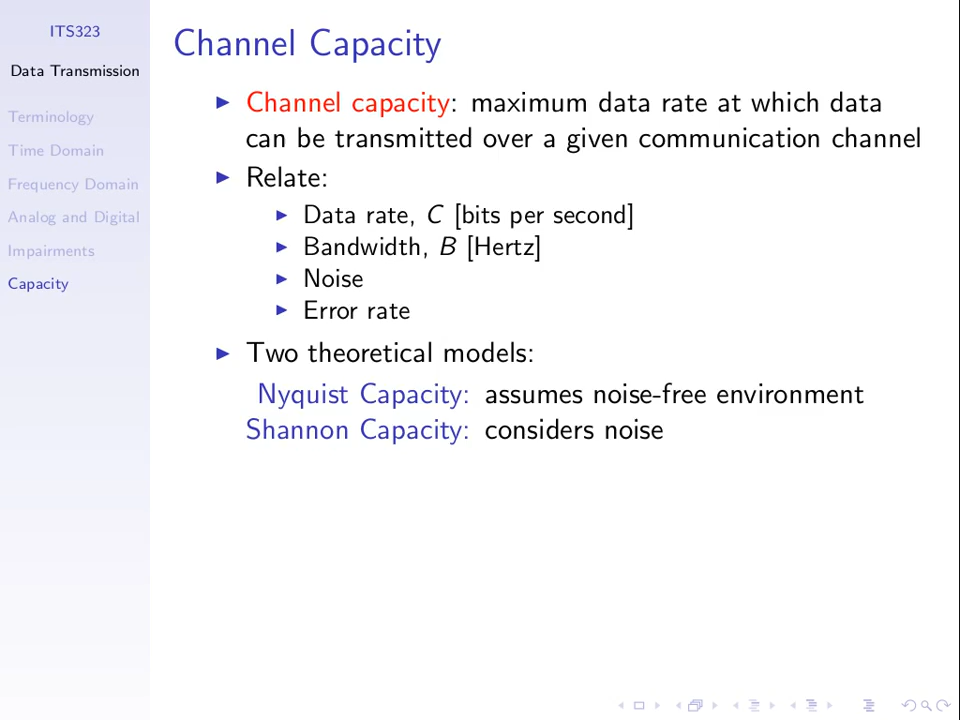 ITS323
Data Transmission
Terminology
Time Domain
Frequency Domain
Analog and Digital
Impairments
Capacity
Channel Capacity
Channel capacity: maximum data rate at which data
can be transmitted over a given communication channel
Relate:
Data rate, C [bits per second]
Bandwidth, B [Hertz]
Noise
Error rate
Two theoretical models:
Nyquist Capacity: assumes noise-free environment
Shannon Capacity: considers noise